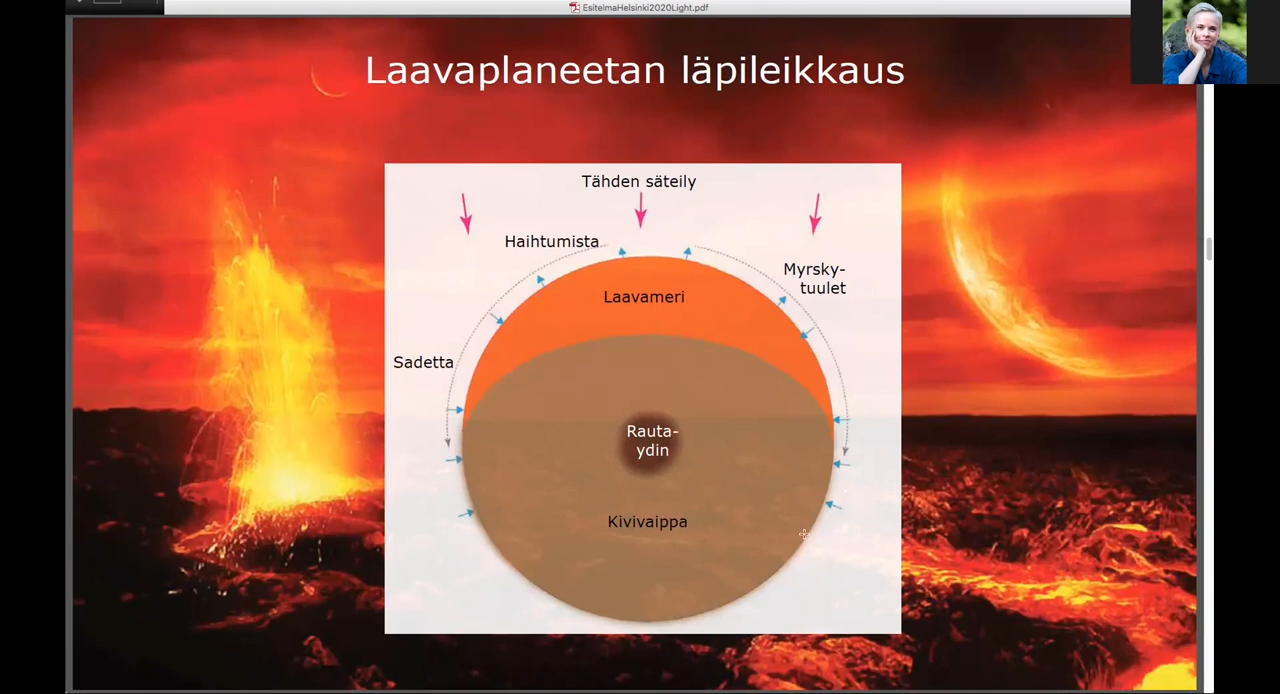 EsitelmaHelsinki2020Light.pdf
Laavaplaneetan läpileikkaus
Tähden säteily
Haihtumista
Myrsky-
tuulet
Laavameri
Sadetta
Rauta-
ydin
Kivivaippa